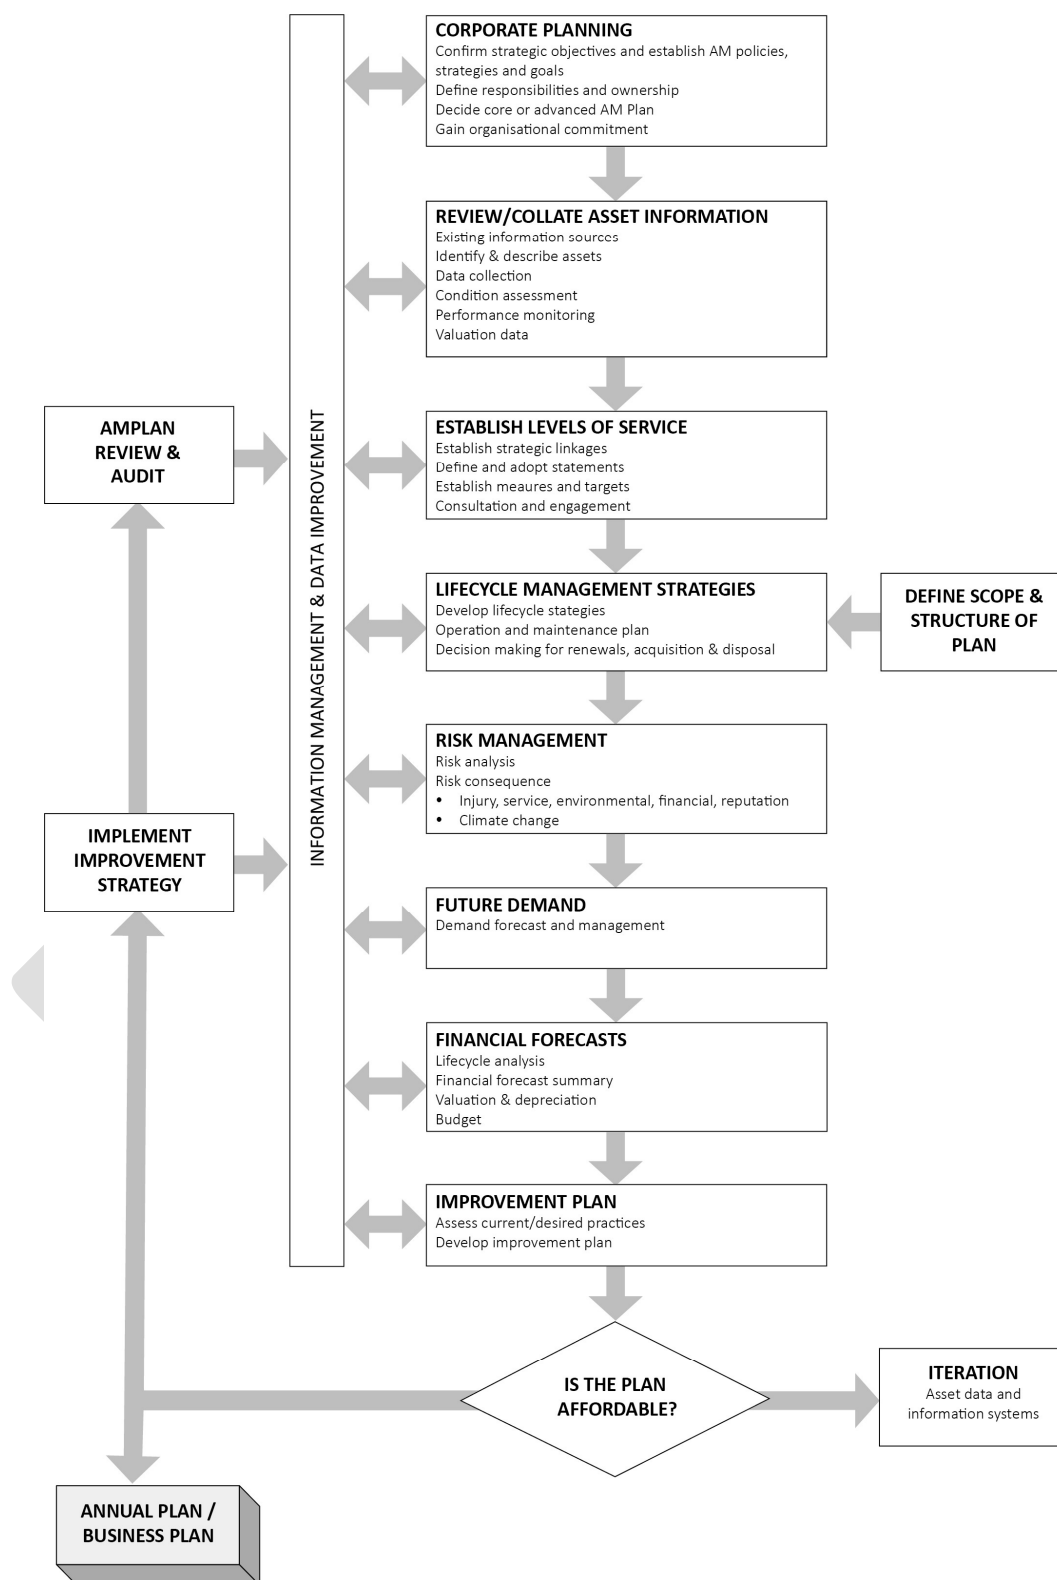 CORPORATE PLANNING
Confirm strategic objectives and establish AM policies,
strategies and goals
Define responsibilities and ownership
Decide core or advanced AM Plan
Gain organisational commitment
REVIEW/COLLATE ASSET INFORMATION
Existing information sources
Identify & describe assets
Data collection
Condition assessment
Performance monitoring
Valuation data
AMPLAN
REVIEW &
AUDIT
INFORMATION MANAGEMENT & DATA IMPROVEMENT
ESTABLISH LEVELS OF SERVICE
Establish strategic linkages
Define and adopt statements
Establish meaures and targets
Consultation and engagement
LIFECYCLE MANAGEMENT STRATEGIES
Develop lifecycle stategies
Operation and maintenance plan
Decision making for renewals, acquisition & disposal
DEFINE SCOPE &
STRUCTURE OF
PLAN
RISK MANAGEMENT
Risk analysis
Risk consequence
• Injury, service, environmental, financial, reputation
• Climate change
IMPLEMENT
IMPROVEMENT
STRATEGY
FUTURE DEMAND
Demand forecast and management
FINANCIAL FORECASTS
Lifecycle analysis
Financial forecast summary
Valuation & depreciation
Budget
IMPROVEMENT PLAN
Assess current/desired practices
Develop improvement plan
IS THE PLAN
AFFORDABLE?
ITERATION
Asset data and
information systems
ANNUAL PLAN /
BUSINESS PLAN